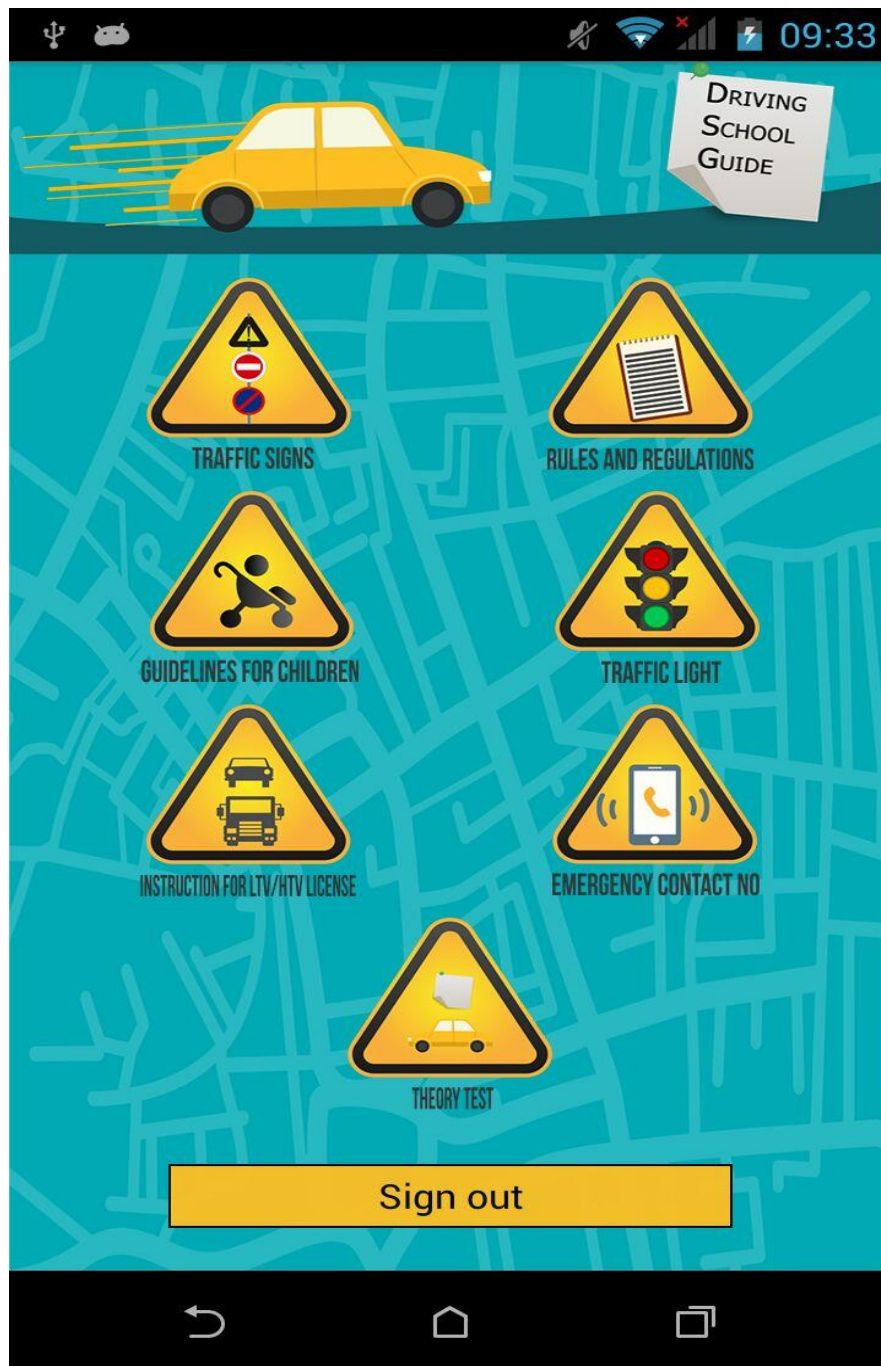 09:33
DRIVING
SCHOOL
GUIDE
TRAFFIC SIGNS
RULES AND REGULATIONS
GUIDELINES FOR CHILDREN
TRAFFIC LIGHT
INSTRUCTION FOR LTV/HTV LICENSE
EMERGENCY CONTACT NO
THEORY TEST
Sign out